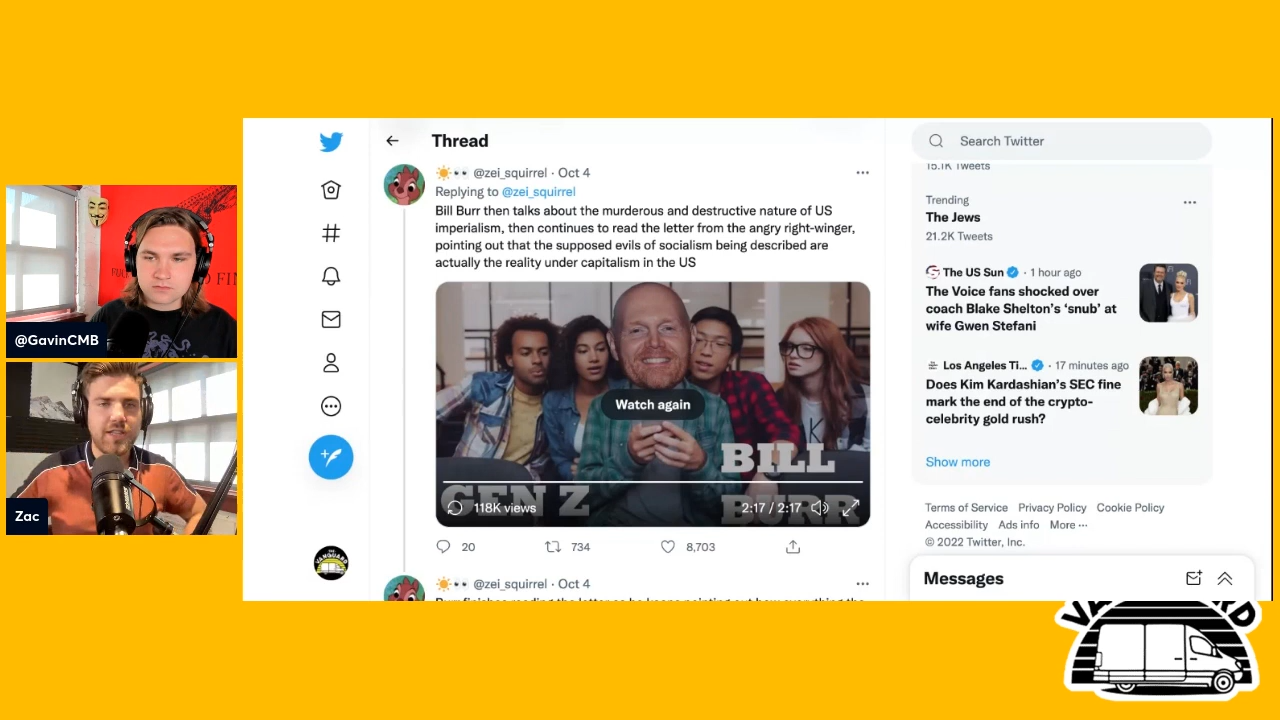 @GavinCMB
Zac
Thread
@zei_squirrel · Oct 4
Replying to @zei_squirrel
Bill Burr then talks about the murderous and destructive nature of US
imperialism, then continues to read the letter from the angry right-winger,
pointing out that the supposed evils of socialism being described are
actually the reality under capitalism in the US
Watch again
BILL
GEN Z
BURR
118K views
2:17 / 2:17
20
734
8,703
@zei_squirrel · Oct 4
Search Twitter
15.1K Tweets
Trending
The Jews
21.2K Tweets
The US Sun · 1 hour ago
The Voice fans shocked over
coach Blake Shelton's ‘snub’ at
wife Gwen Stefani
Los Angeles Ti... · 17 minutes ago
Does Kim Kardashian's SEC fine
mark the end of the crypto-
celebrity gold rush?
Show more
Terms of Service Privacy Policy Cookie Policy
Accessibility Ads info More ···
© 2022 Twitter, Inc.
Messages
THE
VANGUARD